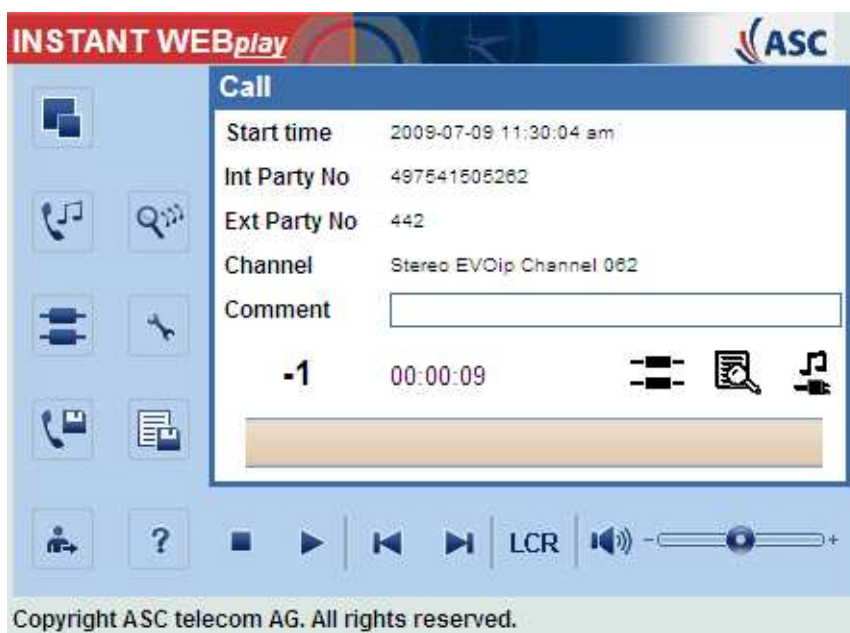 INSTANT WEBplay
ASC
Call
Start time 2009-07-09 11:30:04 am
Int Party No 497541505262
Ext Party No 442
Channel Stereo EVOip Channel 062
Comment
-1 00:00:09
? LCR - +
Copyright ASC telecom AG. All rights reserved.